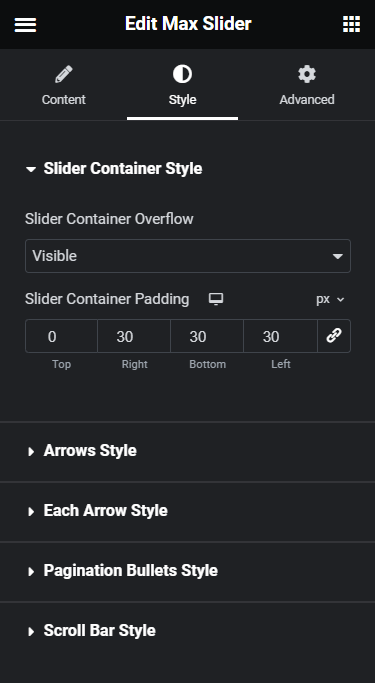 Edit Max Slider
Content Style Advanced
Slider Container Style
Slider Container Overflow
Visible
Slider Container Padding px
0 30 30 30
Top Right Bottom Left
Arrows Style
Each Arrow Style
Pagination Bullets Style
Scroll Bar Style